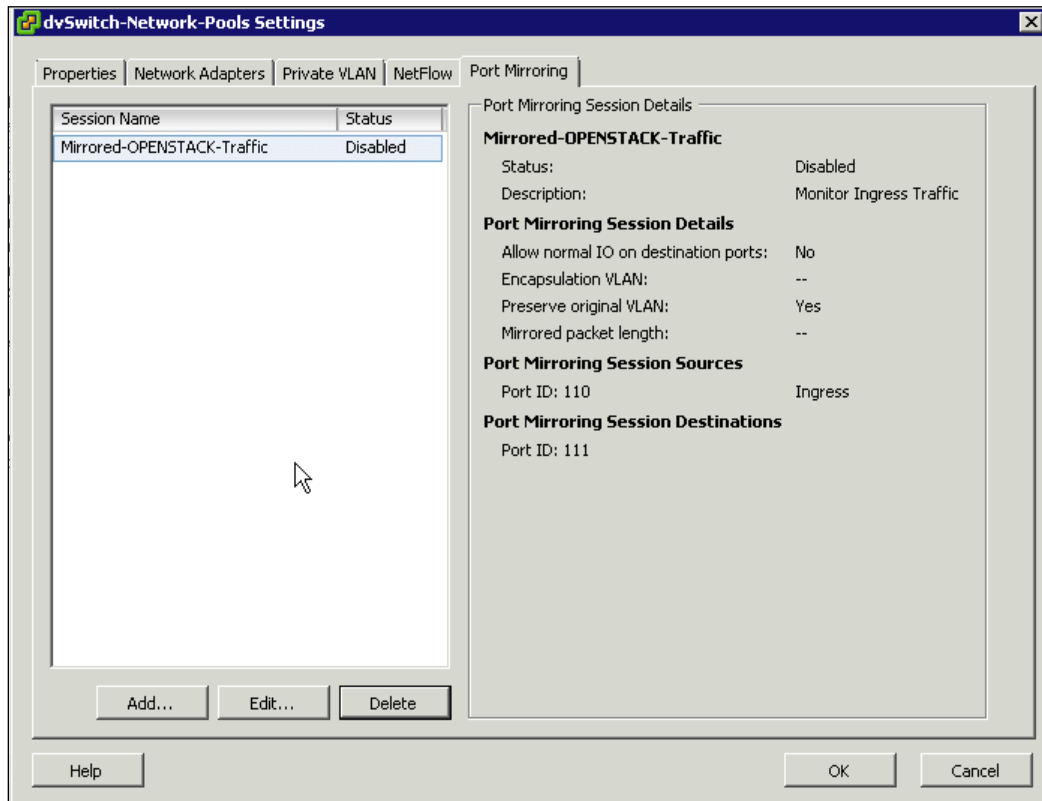 dvSwitch-Network-Pools Settings
Properties Network Adapters Private VLAN NetFlow Port Mirroring
Session Name Status
Mirrored-OPENSTACK-Traffic Disabled
Add... Edit... Delete
Port Mirroring Session Details
Mirrored-OPENSTACK-Traffic
Status: Disabled
Description: Monitor Ingress Traffic
Port Mirroring Session Details
Allow normal IO on destination ports: No
Encapsulation VLAN: --
Preserve original VLAN: Yes
Mirrored packet length: --
Port Mirroring Session Sources
Port ID: 110 Ingress
Port Mirroring Session Destinations
Port ID: 111
Help OK Cancel